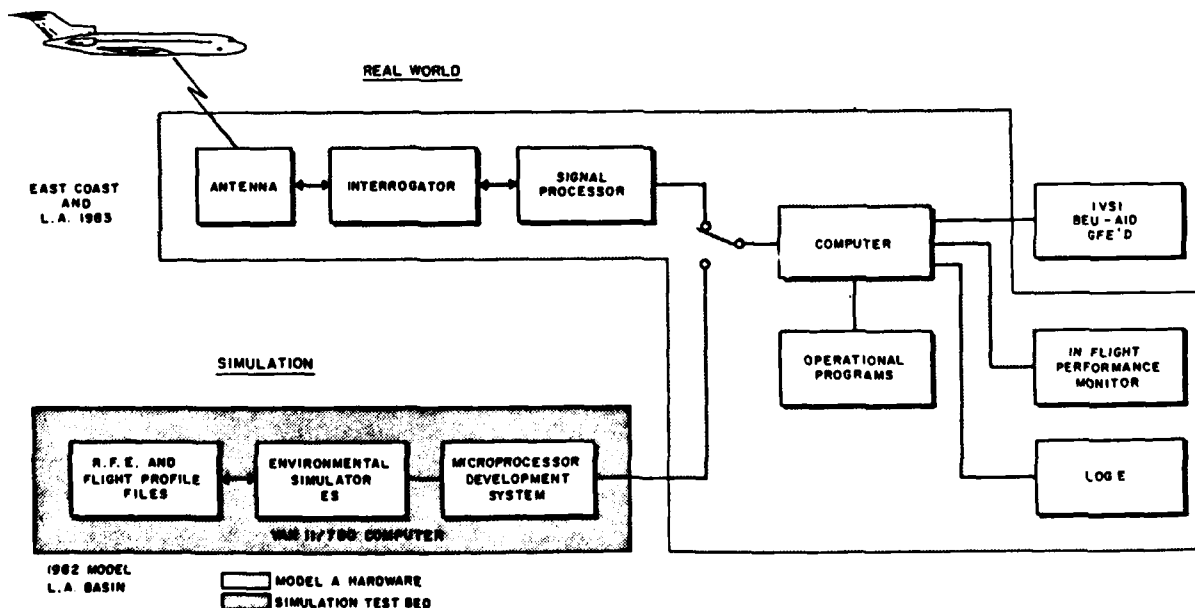 REAL WORLD
EAST COAST
AND
L.A. 1983
ANTENNA
INTERROGATOR
SIGNAL
PROCESSOR
COMPUTER
IVSI
BEU-AID
GFE'D
OPERATIONAL
PROGRAMS
IN FLIGHT
PERFORMANCE
MONITOR
SIMULATION
R.F.E. AND
FLIGHT PROFILE
FILES
ENVIRONMENTAL
SIMULATOR
ES
MICROPROCESSOR
DEVELOPMENT
SYSTEM
VAX 11/780 COMPUTER
1982 MODEL
L.A. BASIN
MODEL A HARDWARE
SIMULATION TEST BED